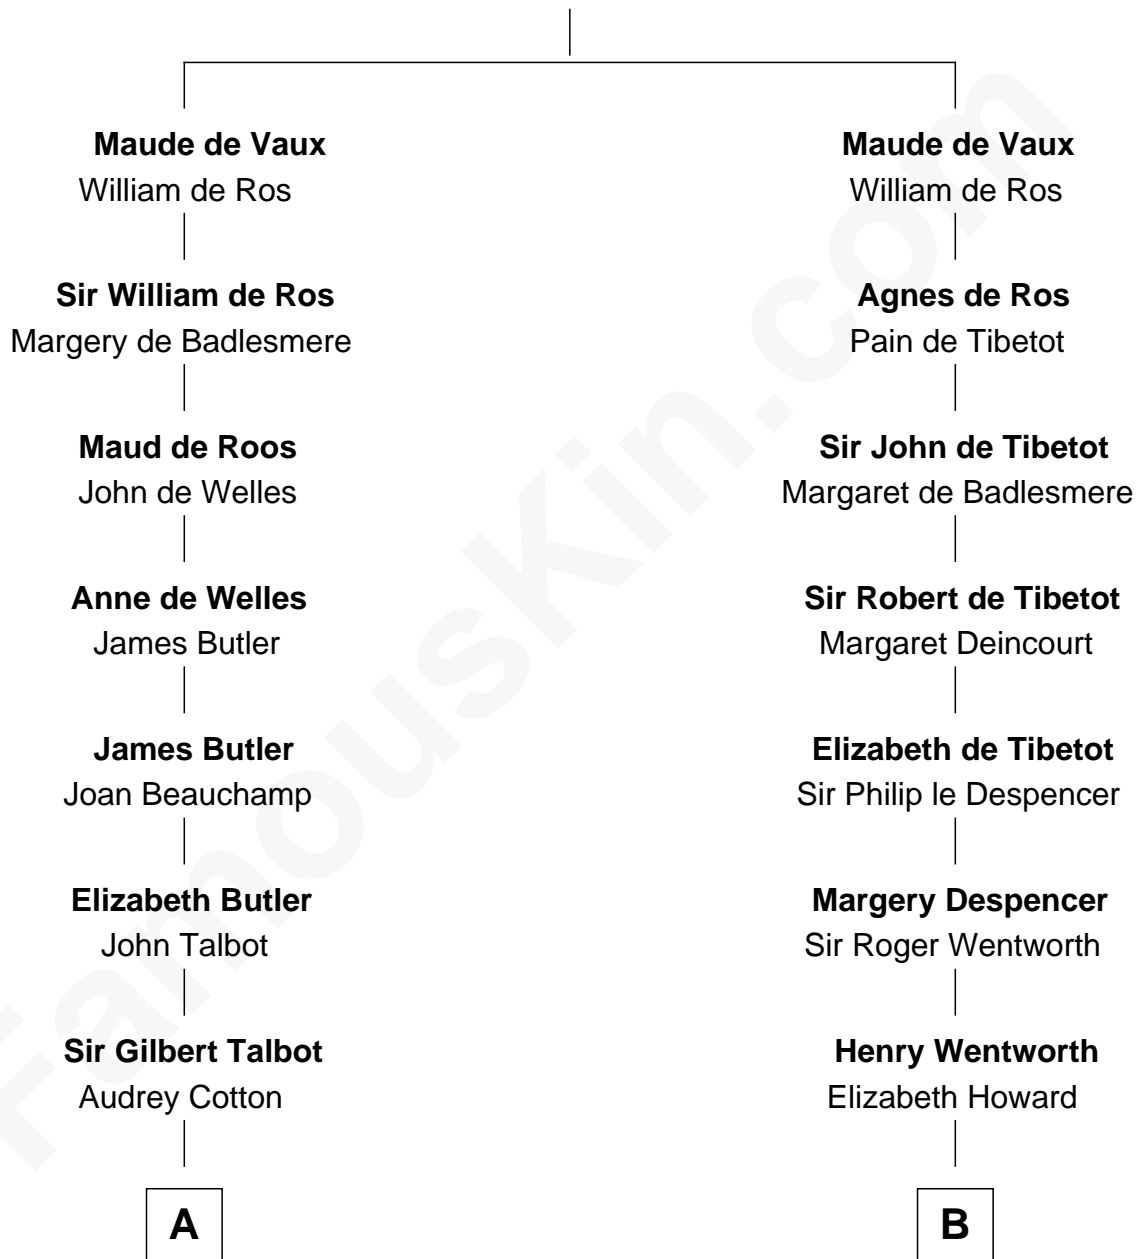 Maude de Vaux
William de Ros
Sir William de Ros
Margery de Badlesmere
Maud de Roos
John de Welles
Anne de Welles
James Butler
James Butler
Joan Beauchamp
Elizabeth Butler
John Talbot
Sir Gilbert Talbot
Audrey Cotton
A
Maude de Vaux
William de Ros
Agnes de Ros
Pain de Tibetot
Sir John de Tibetot
Margaret de Badlesmere
Sir Robert de Tibetot
Margaret Deincourt
Elizabeth de Tibetot
Sir Philip le Despencer
Margery Despencer
Sir Roger Wentworth
Henry Wentworth
Elizabeth Howard
B
FamousKin.com